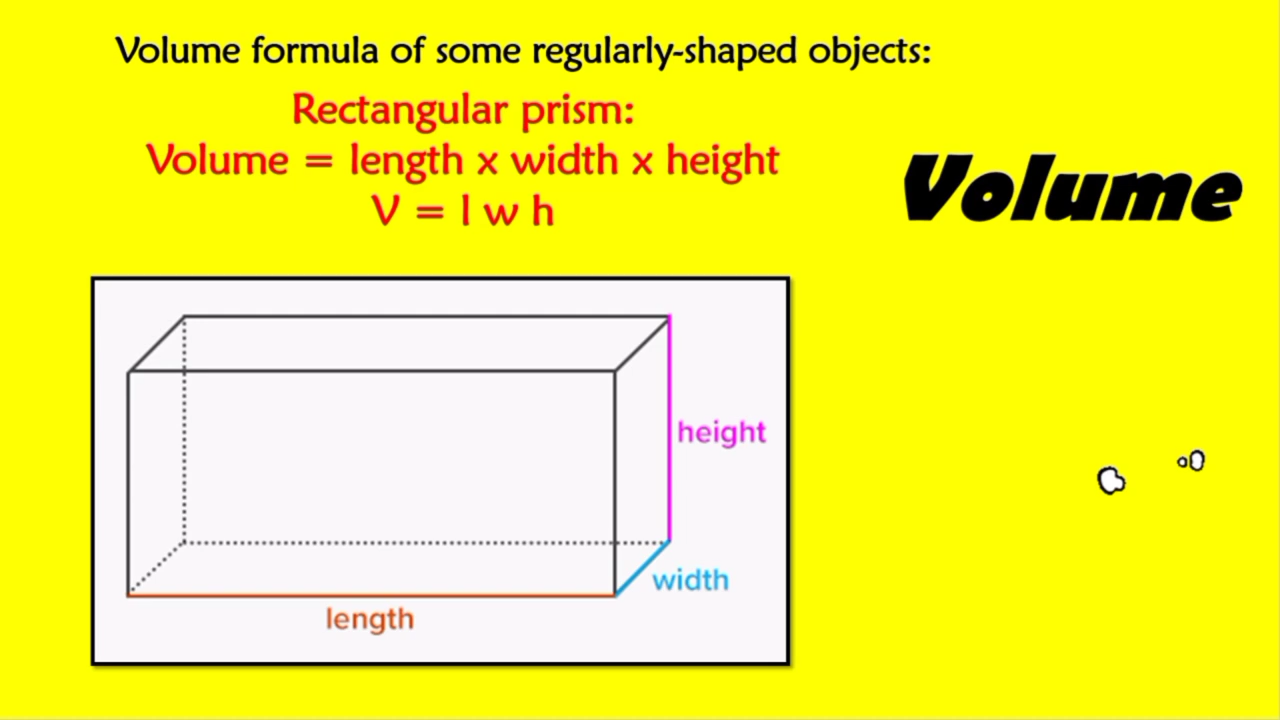 Volume formula of some regularly-shaped objects:
Rectangular prism:
Volume = length x width x height
V = l w h
Volume
height
width
length